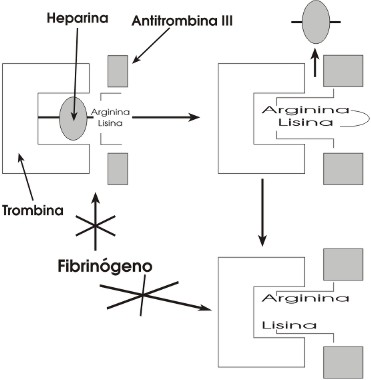 Heparina
Antitrombina III
Arginina
Lisina
Arginina
Lisina
Trombina
Fibrinógeno
Arginina
Lisina